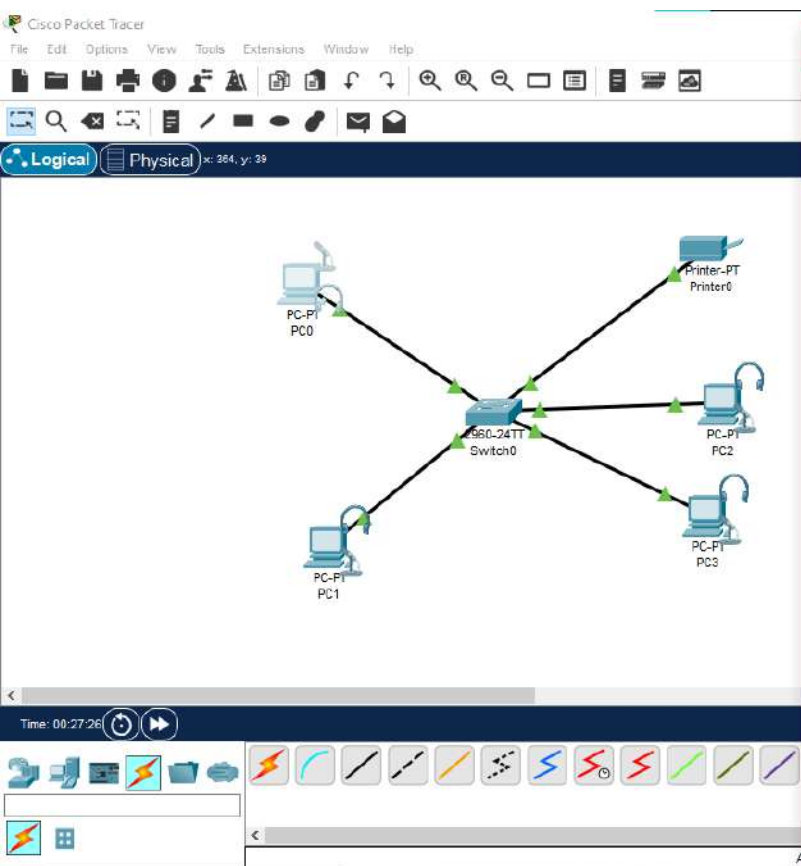 Cisco Packet Tracer
File Edit Options View Tools Extensions Window Help
Logical Physical x: 364, y: 39
Printer-PT
Printer0
PC-PT
PC0
2960-24TT
Switch0
PC-PT
PC2
PC-PT
PC3
PC-PT
PC1
Time: 00:27:26